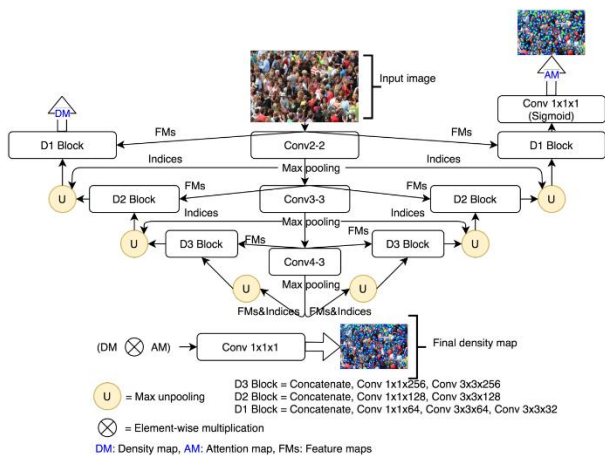 Input image
AM
Conv 1x1x1
(Sigmoid)
DM
D1 Block
FMs
Conv2-2
FMs
D1 Block
Indices
Max pooling
Indices
U
D2 Block
FMs
Conv3-3
FMs
D2 Block
U
Indices
Max pooling
Indices
U
D3 Block
FMs
Conv4-3
FMs
D3 Block
U
Max pooling
U
U
FMs&Indices
FMs&Indices
(DM
AM)
Conv 1x1x1
Final density map
D3 Block = Concatenate, Conv 1x1x256, Conv 3x3x256
U
= Max unpooling
D2 Block = Concatenate, Conv 1x1x128, Conv 3x3x128
D1 Block = Concatenate, Conv 1x1x64, Conv 3x3x64, Conv 3x3x32
= Element-wise multiplication
DM: Density map, AM: Attention map, FMs: Feature maps